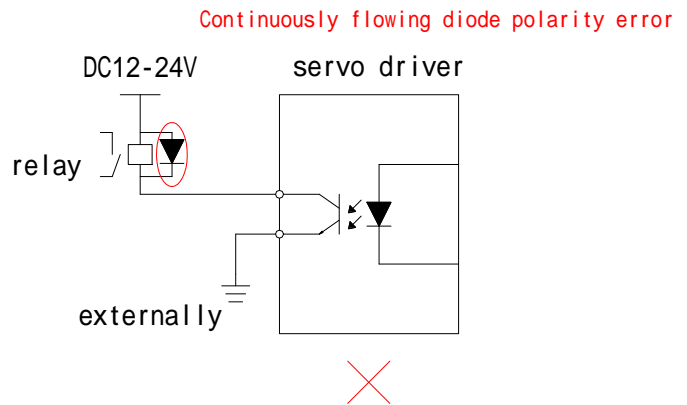 Continuously flowing diode polarity error
DC12-24V
servo driver
relay
externally